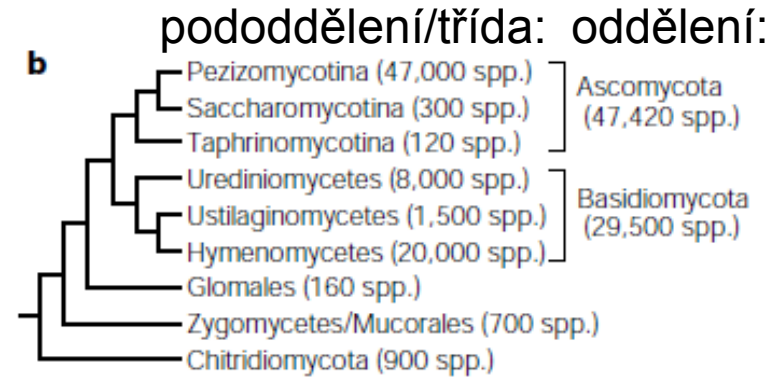 pododdělení/třída: oddělení:
b
Pezizomycotina (47,000 spp.)
Saccharomycotina (300 spp.)
Taphrinomycotina (120 spp.)
Ascomycota
(47,420 spp.)
Urediniomycetes (8,000 spp.)
Ustilaginomycetes (1,500 spp.)
Hymenomycetes (20,000 spp.)
Basidiomycota
(29,500 spp.)
Glomales (160 spp.)
Zygomycetes/Mucorales (700 spp.)
Chitridiomycota (900 spp.)